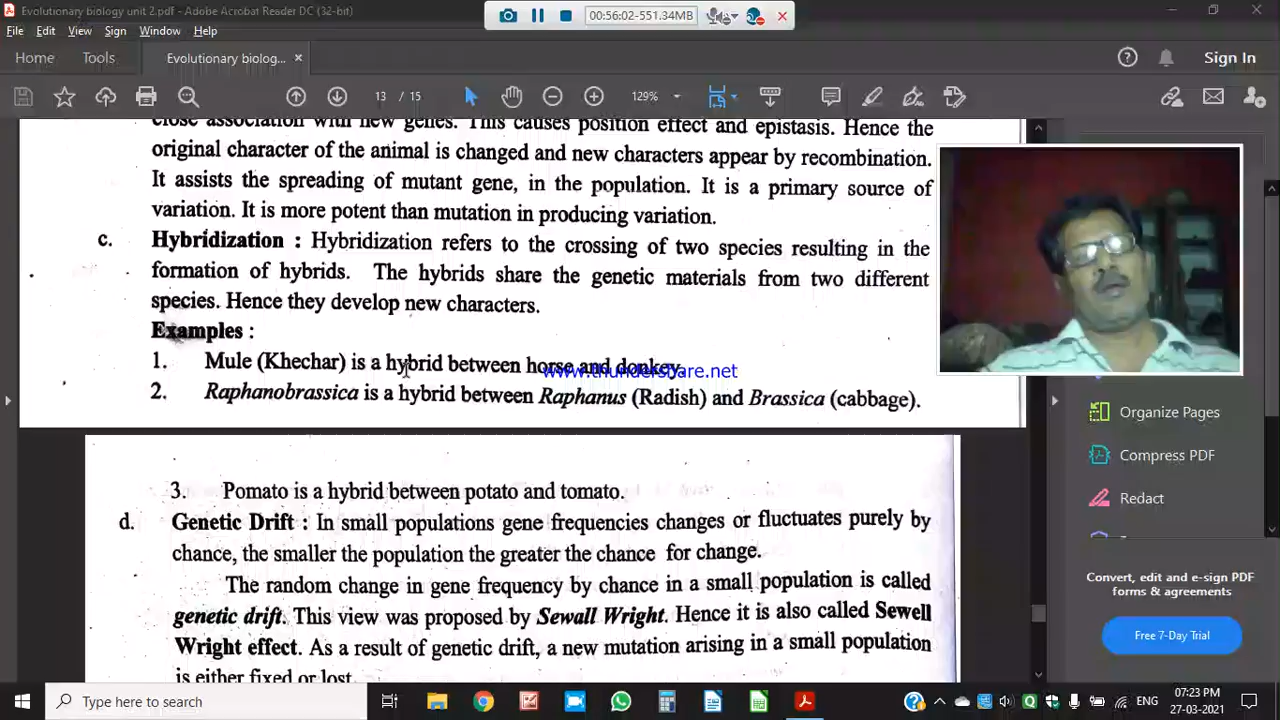 Evolutionary biology unit 2.pdf - Adobe Acrobat Reader DC (32-bit)
00:56:02-551.34MB
File Edit View Sign Window Help
Home Tools Evolutionary biolog... × Sign In
13 / 15 129%
close association with new genes. This causes position effect and epistasis. Hence the
original character of the animal is changed and new characters appear by recombination.
It assists the spreading of mutant gene, in the population. It is a primary source of
variation. It is more potent than mutation in producing variation.
c. Hybridization : Hybridization refers to the crossing of two species resulting in the
formation of hybrids. The hybrids share the genetic materials from two different
species. Hence they develop new characters.
Examples :
1. Mule (Khechar) is a hybrid between horse and donkey.
www.thundershare.net
2. Raphanobrassica is a hybrid between Raphanus (Radish) and Brassica (cabbage).
3. Pomato is a hybrid between potato and tomato.
d. Genetic Drift : In small populations gene frequencies changes or fluctuates purely by
chance, the smaller the population the greater the chance for change.
The random change in gene frequency by chance in a small population is called
genetic drift. This view was proposed by Sewall Wright. Hence it is also called Sewell
Wright effect. As a result of genetic drift, a new mutation arising in a small population
is either fixed or lost.
Organize Pages
Compress PDF
Redact
Convert, edit and e-sign PDF
forms & agreements
Free 7-Day Trial
Type here to search
ENG
07:23 PM
27-03-2021